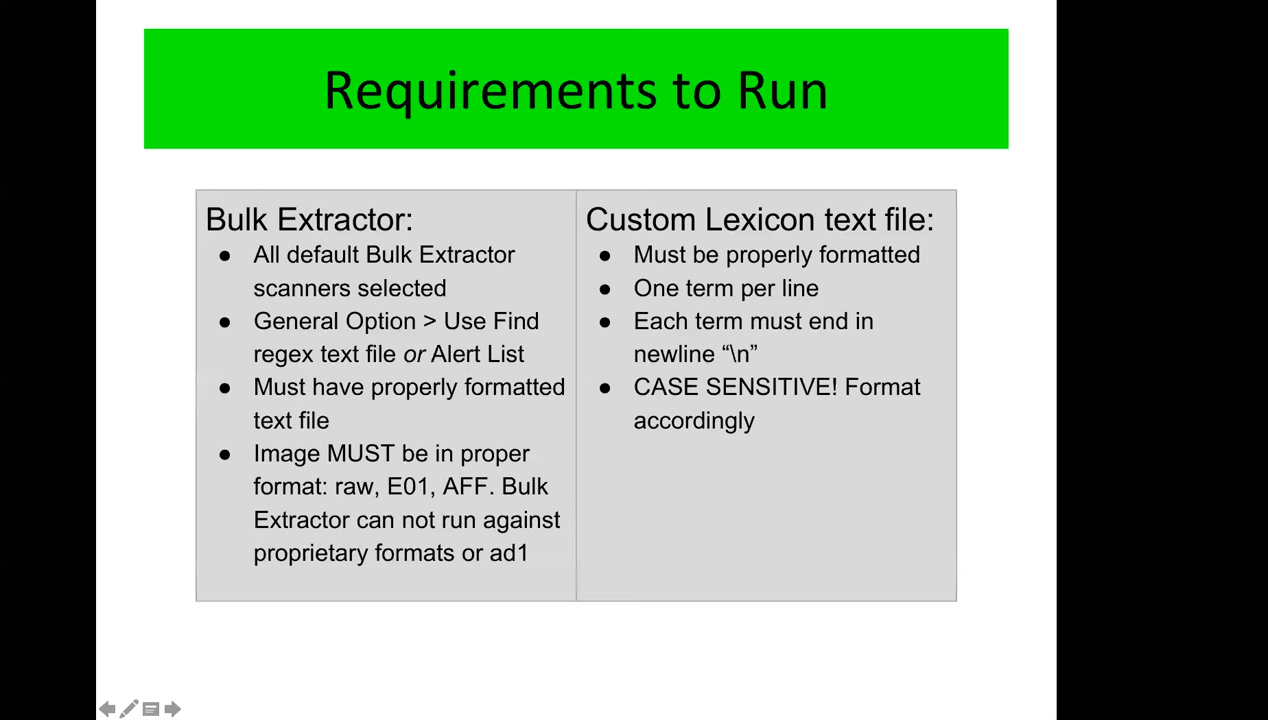 Requirements to Run
Bulk Extractor:
● All default Bulk Extractor
scanners selected
● General Option > Use Find
regex text file or Alert List
● Must have properly formatted
text file
● Image MUST be in proper
format: raw, E01, AFF. Bulk
Extractor can not run against
proprietary formats or ad1
Custom Lexicon text file:
● Must be properly formatted
● One term per line
● Each term must end in
newline “\n”
● CASE SENSITIVE! Format
accordingly